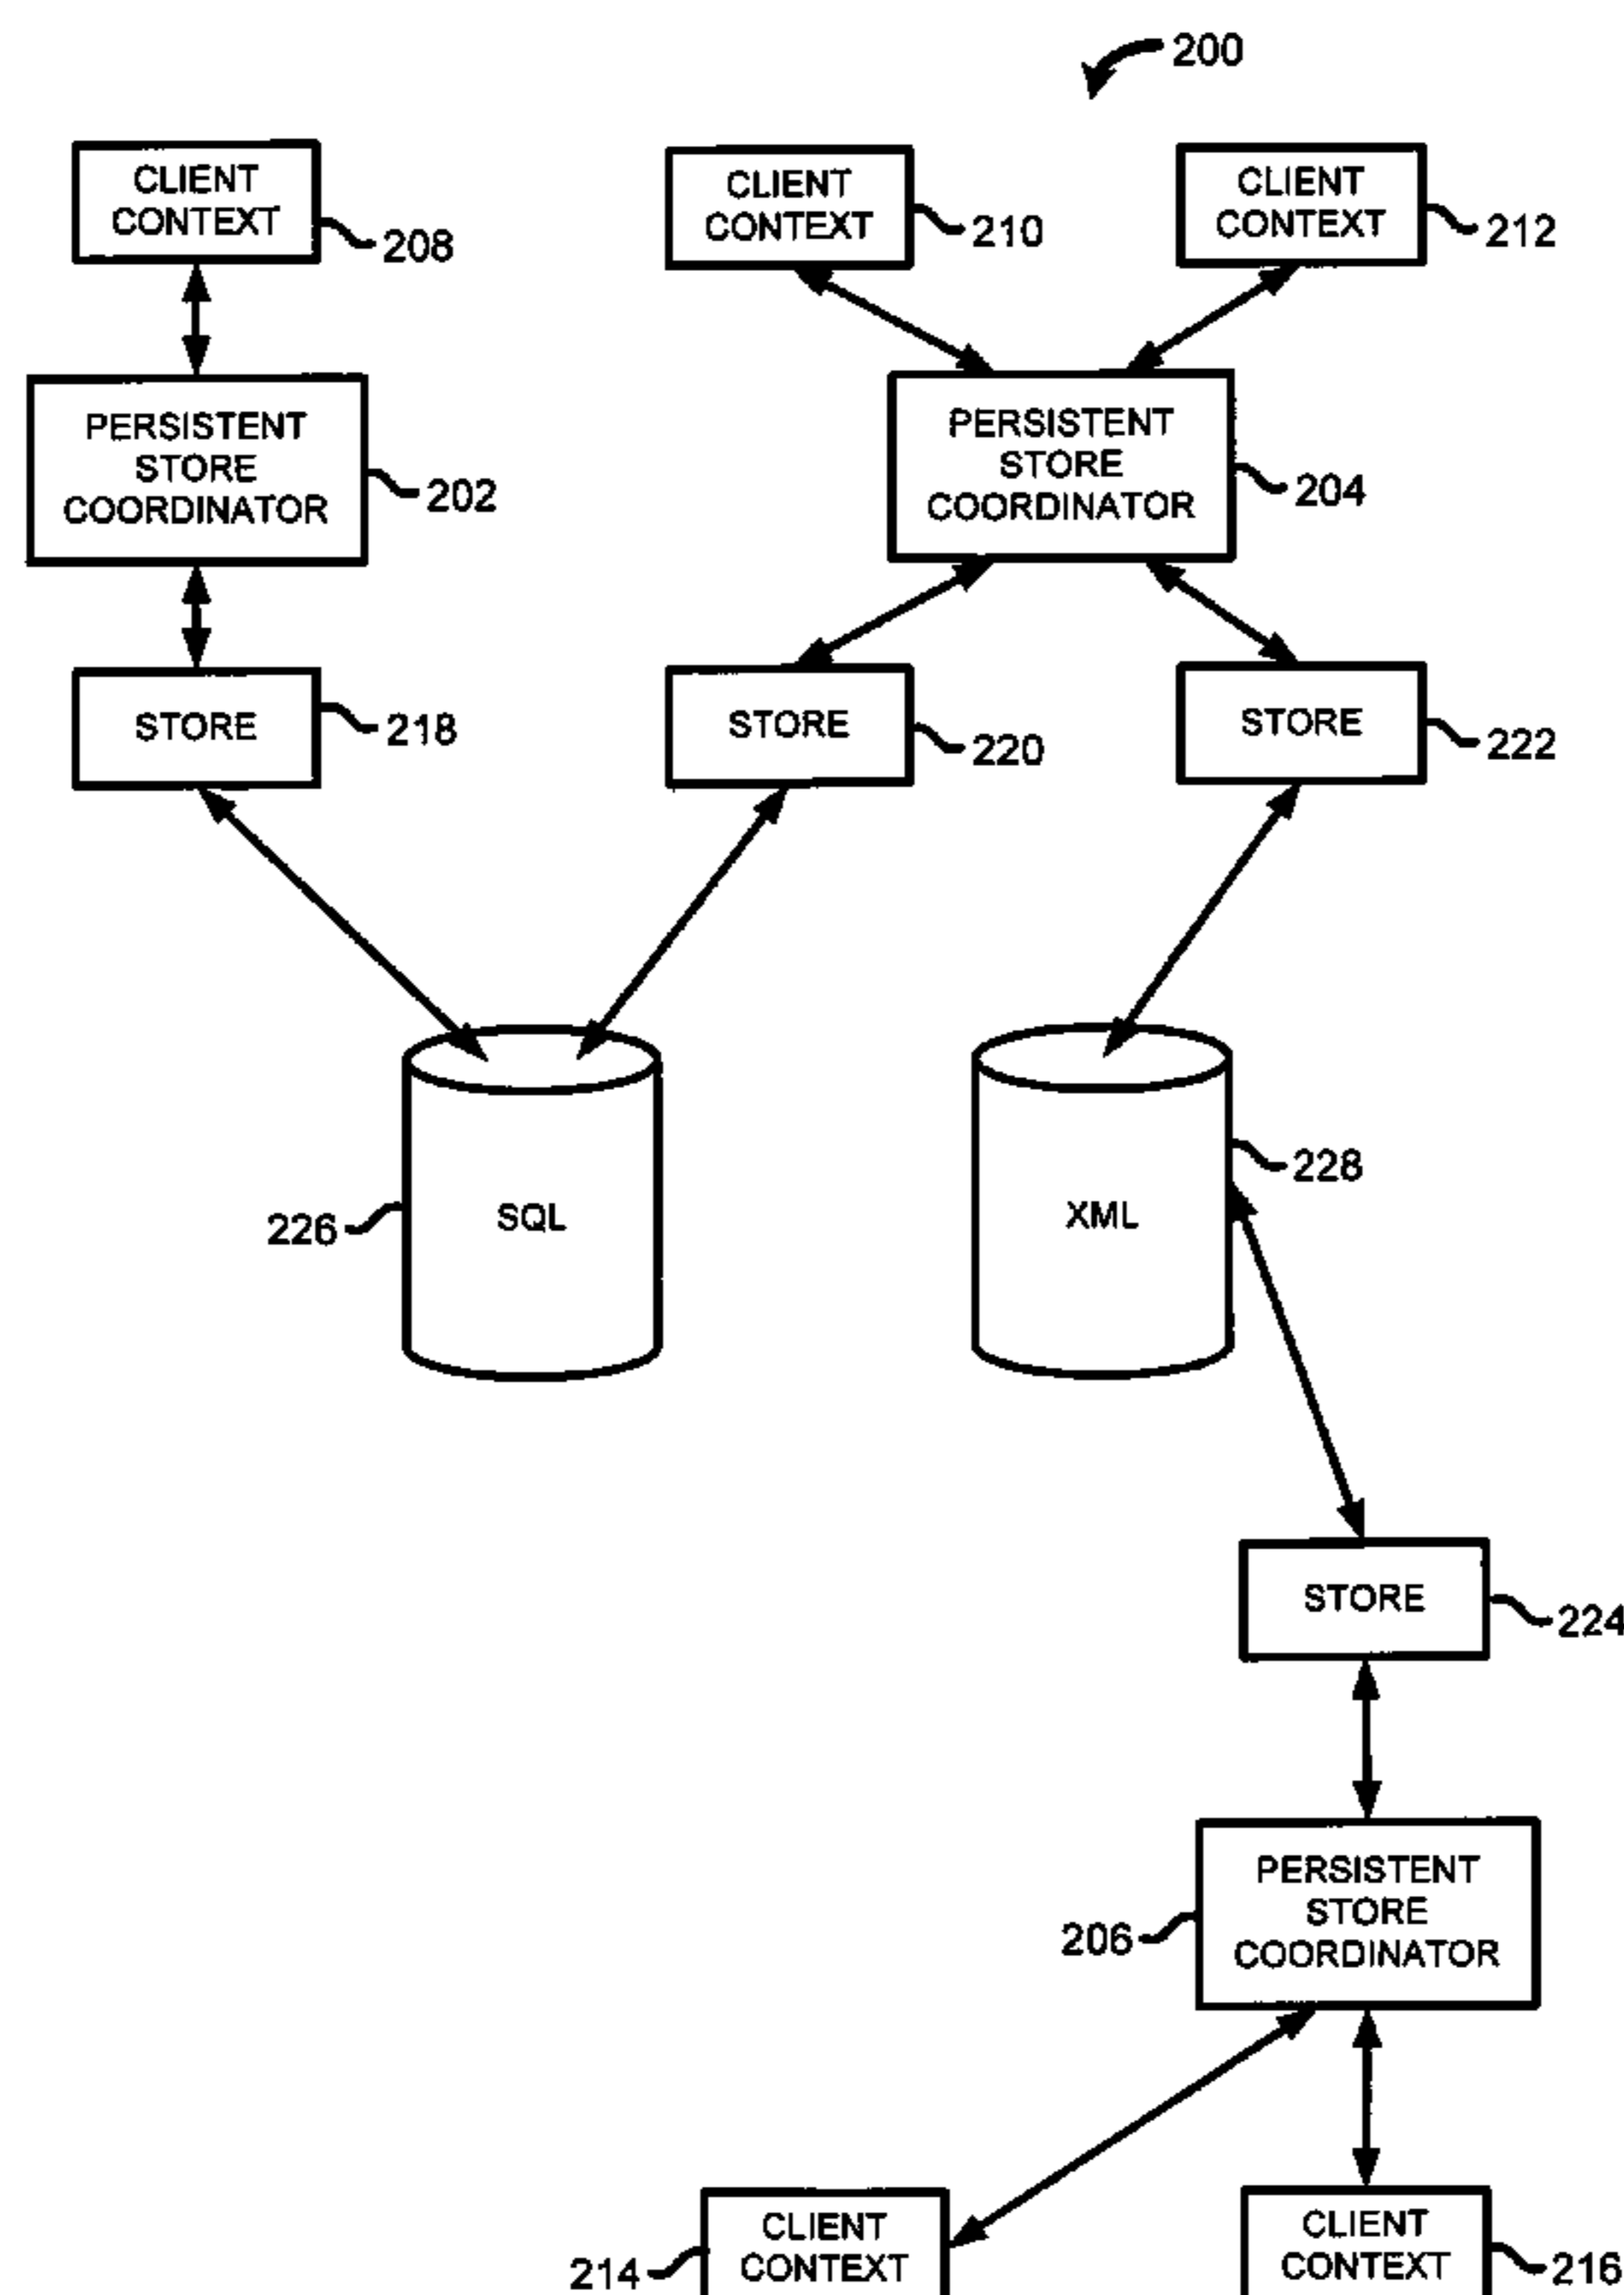 200
CLIENT
CONTEXT
208
CLIENT
CONTEXT
210
CLIENT
CONTEXT
212
PERSISTENT
STORE
COORDINATOR
202
PERSISTENT
STORE
COORDINATOR
204
STORE
218
STORE
220
STORE
222
226
SQL
XML
228
STORE
224
206
PERSISTENT
STORE
COORDINATOR
214
CLIENT
CONTEXT
CLIENT
CONTEXT
216